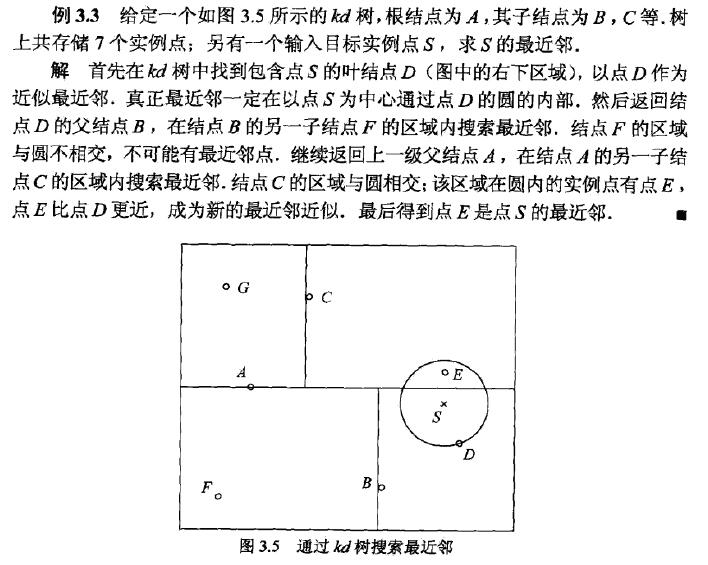 例 3.3 给定一个如图 3.5 所示的 kd 树,根结点为 A,其子结点为 B,C 等.树
上共存储 7 个实例点;另有一个输入目标实例点 S,求 S 的最近邻.
解 首先在 kd 树中找到包含点 S 的叶结点 D(图中的右下区域),以点 D 作为
近似最近邻.真正最近邻一定在以点 S 为中心通过点 D 的圆的内部.然后返回结
点 D 的父结点 B,在结点 B 的另一子结点 F 的区域内搜索最近邻.结点 F 的区域
与圆不相交,不可能有最近邻点.继续返回上一级父结点 A,在结点 A 的另一子结
点 C 的区域内搜索最近邻.结点 C 的区域与圆相交;该区域在圆内的实例点有点 E,
点 E 比点 D 更近,成为新的最近邻近似.最后得到点 E 是点 S 的最近邻. ■
G
C
A
E
S
D
F
B
图 3.5 通过 kd 树搜索最近邻